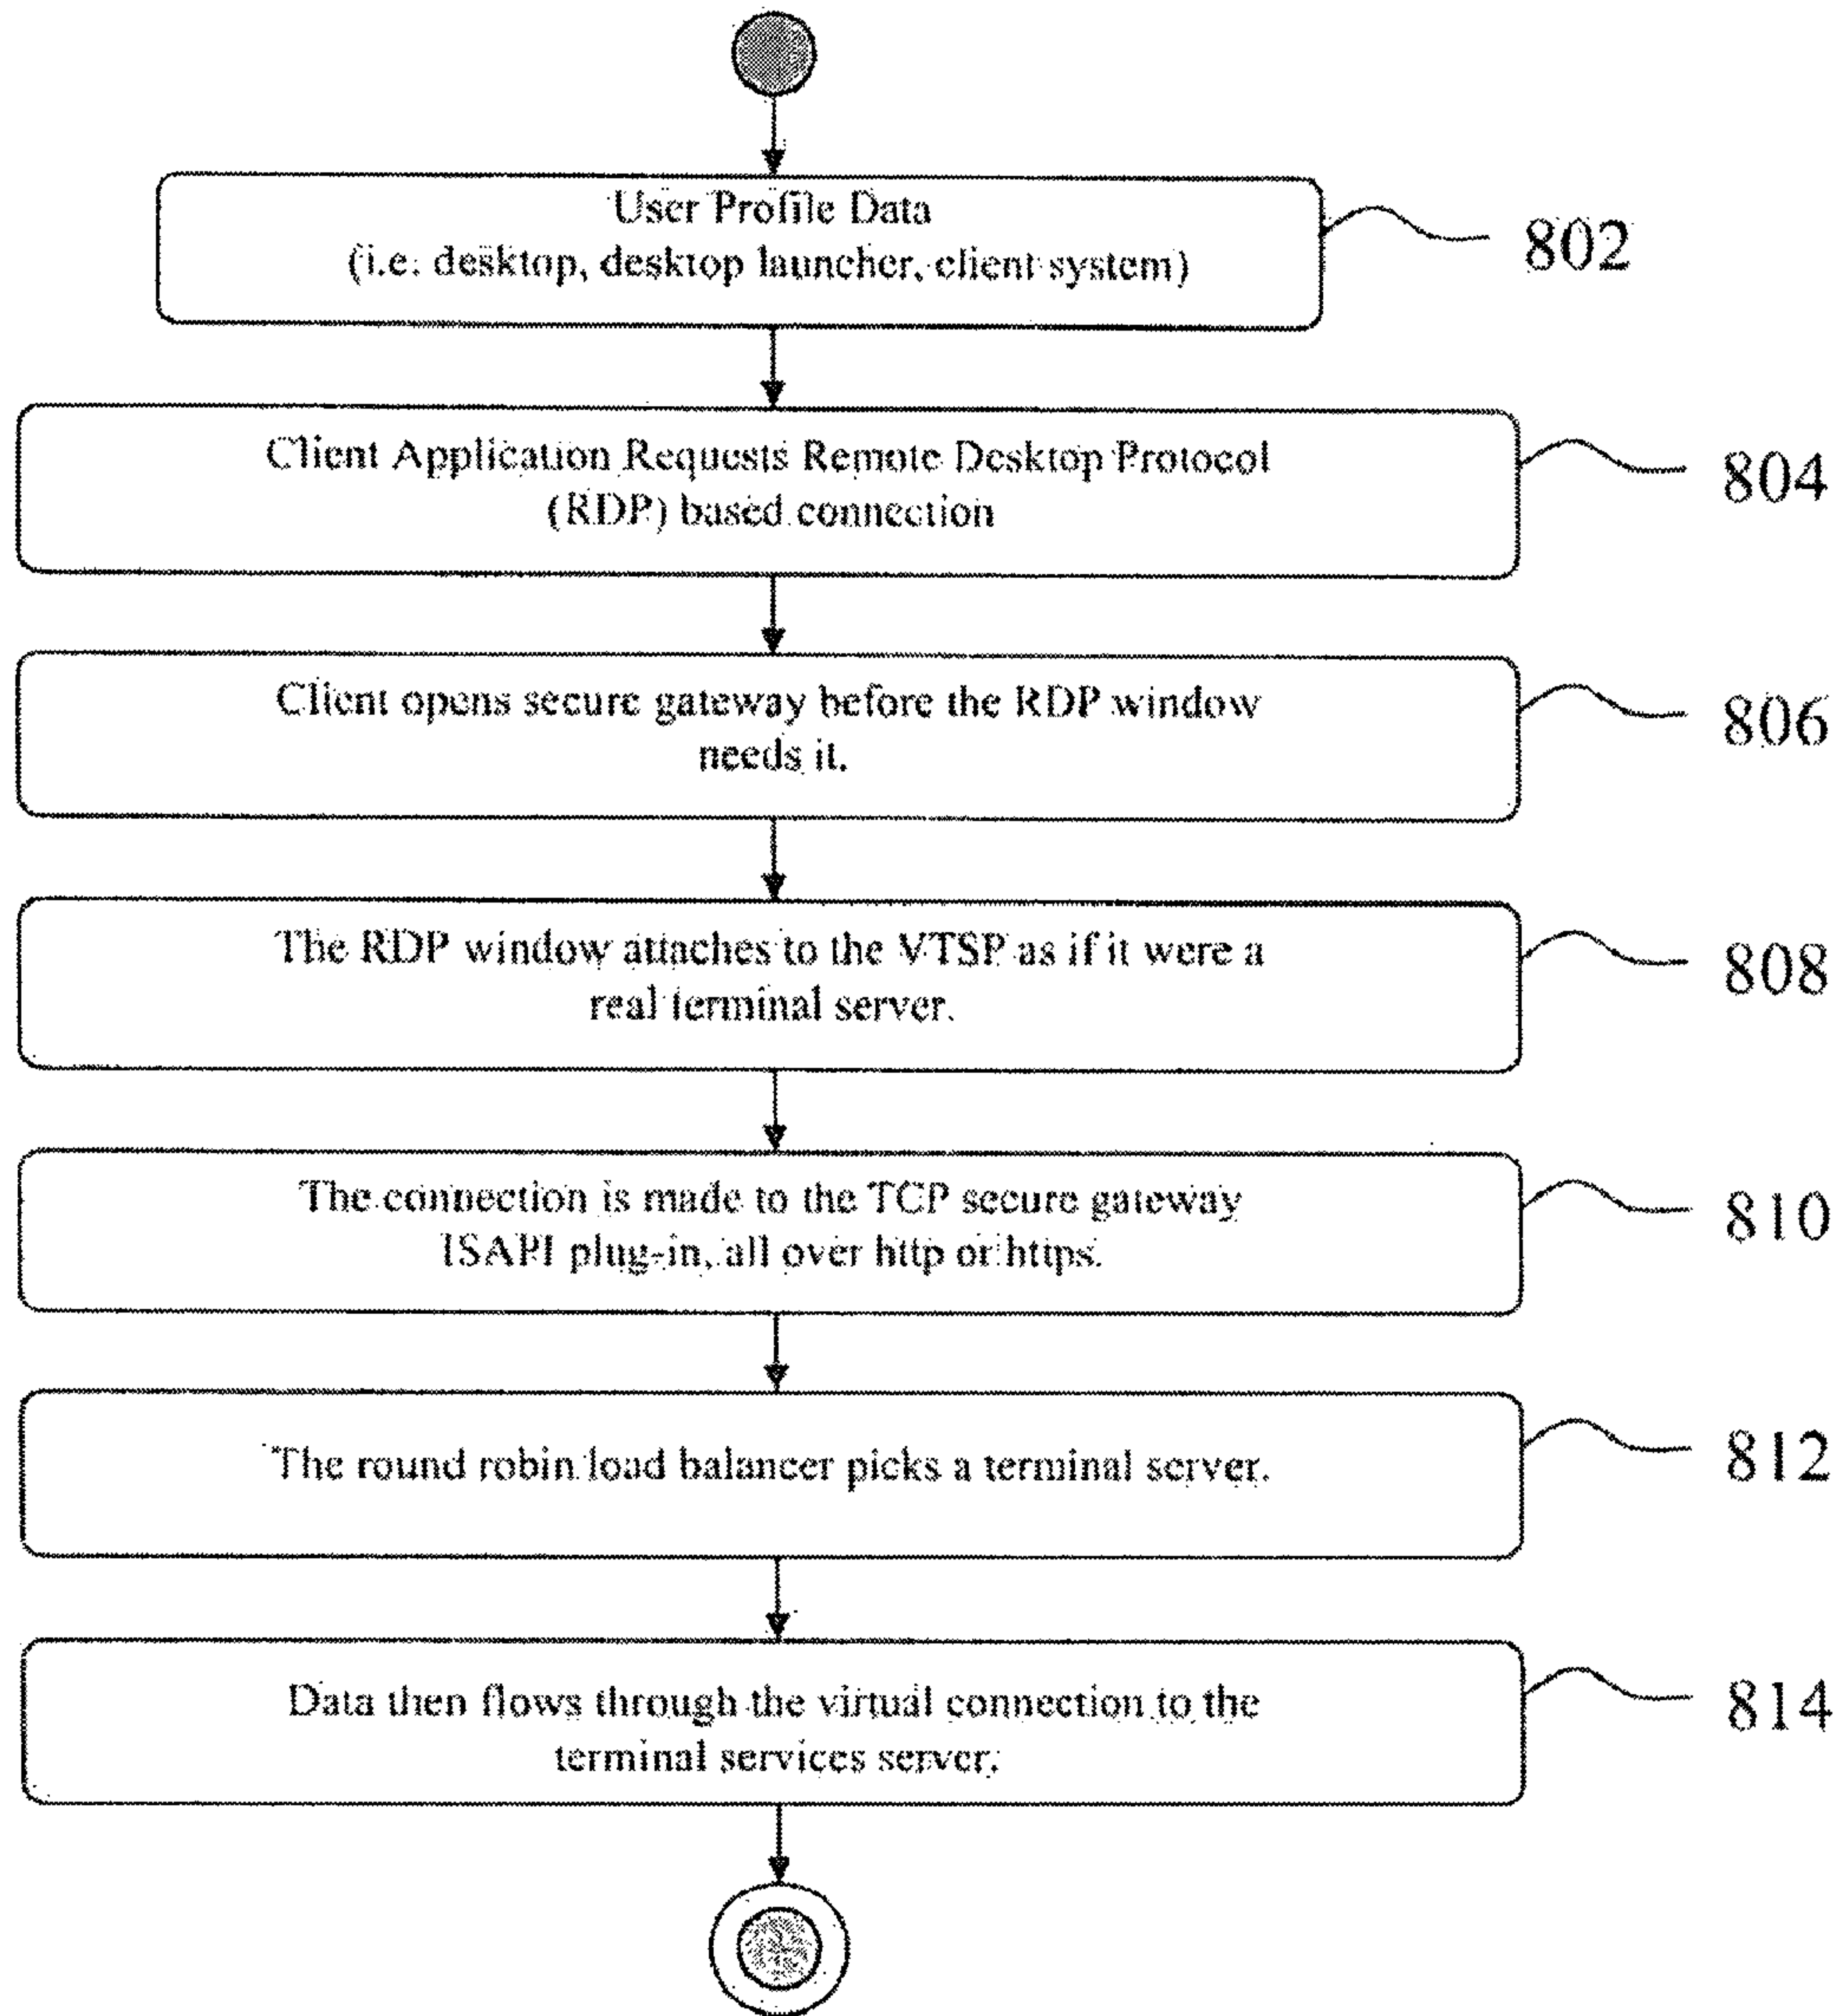 User Profile Data
(i.e. desktop, desktop launcher, client system)
802
Client Application Requests Remote Desktop Protocol
(RDP) based connection
804
Client opens secure gateway before the RDP window
needs it.
806
The RDP window attaches to the VTSP as if it were a
real terminal server.
808
The connection is made to the TCP secure gateway
ISAPI plug-in, all over http or https.
810
The round robin load balancer picks a terminal server.
812
Data then flows through the virtual connection to the
terminal services server.
814